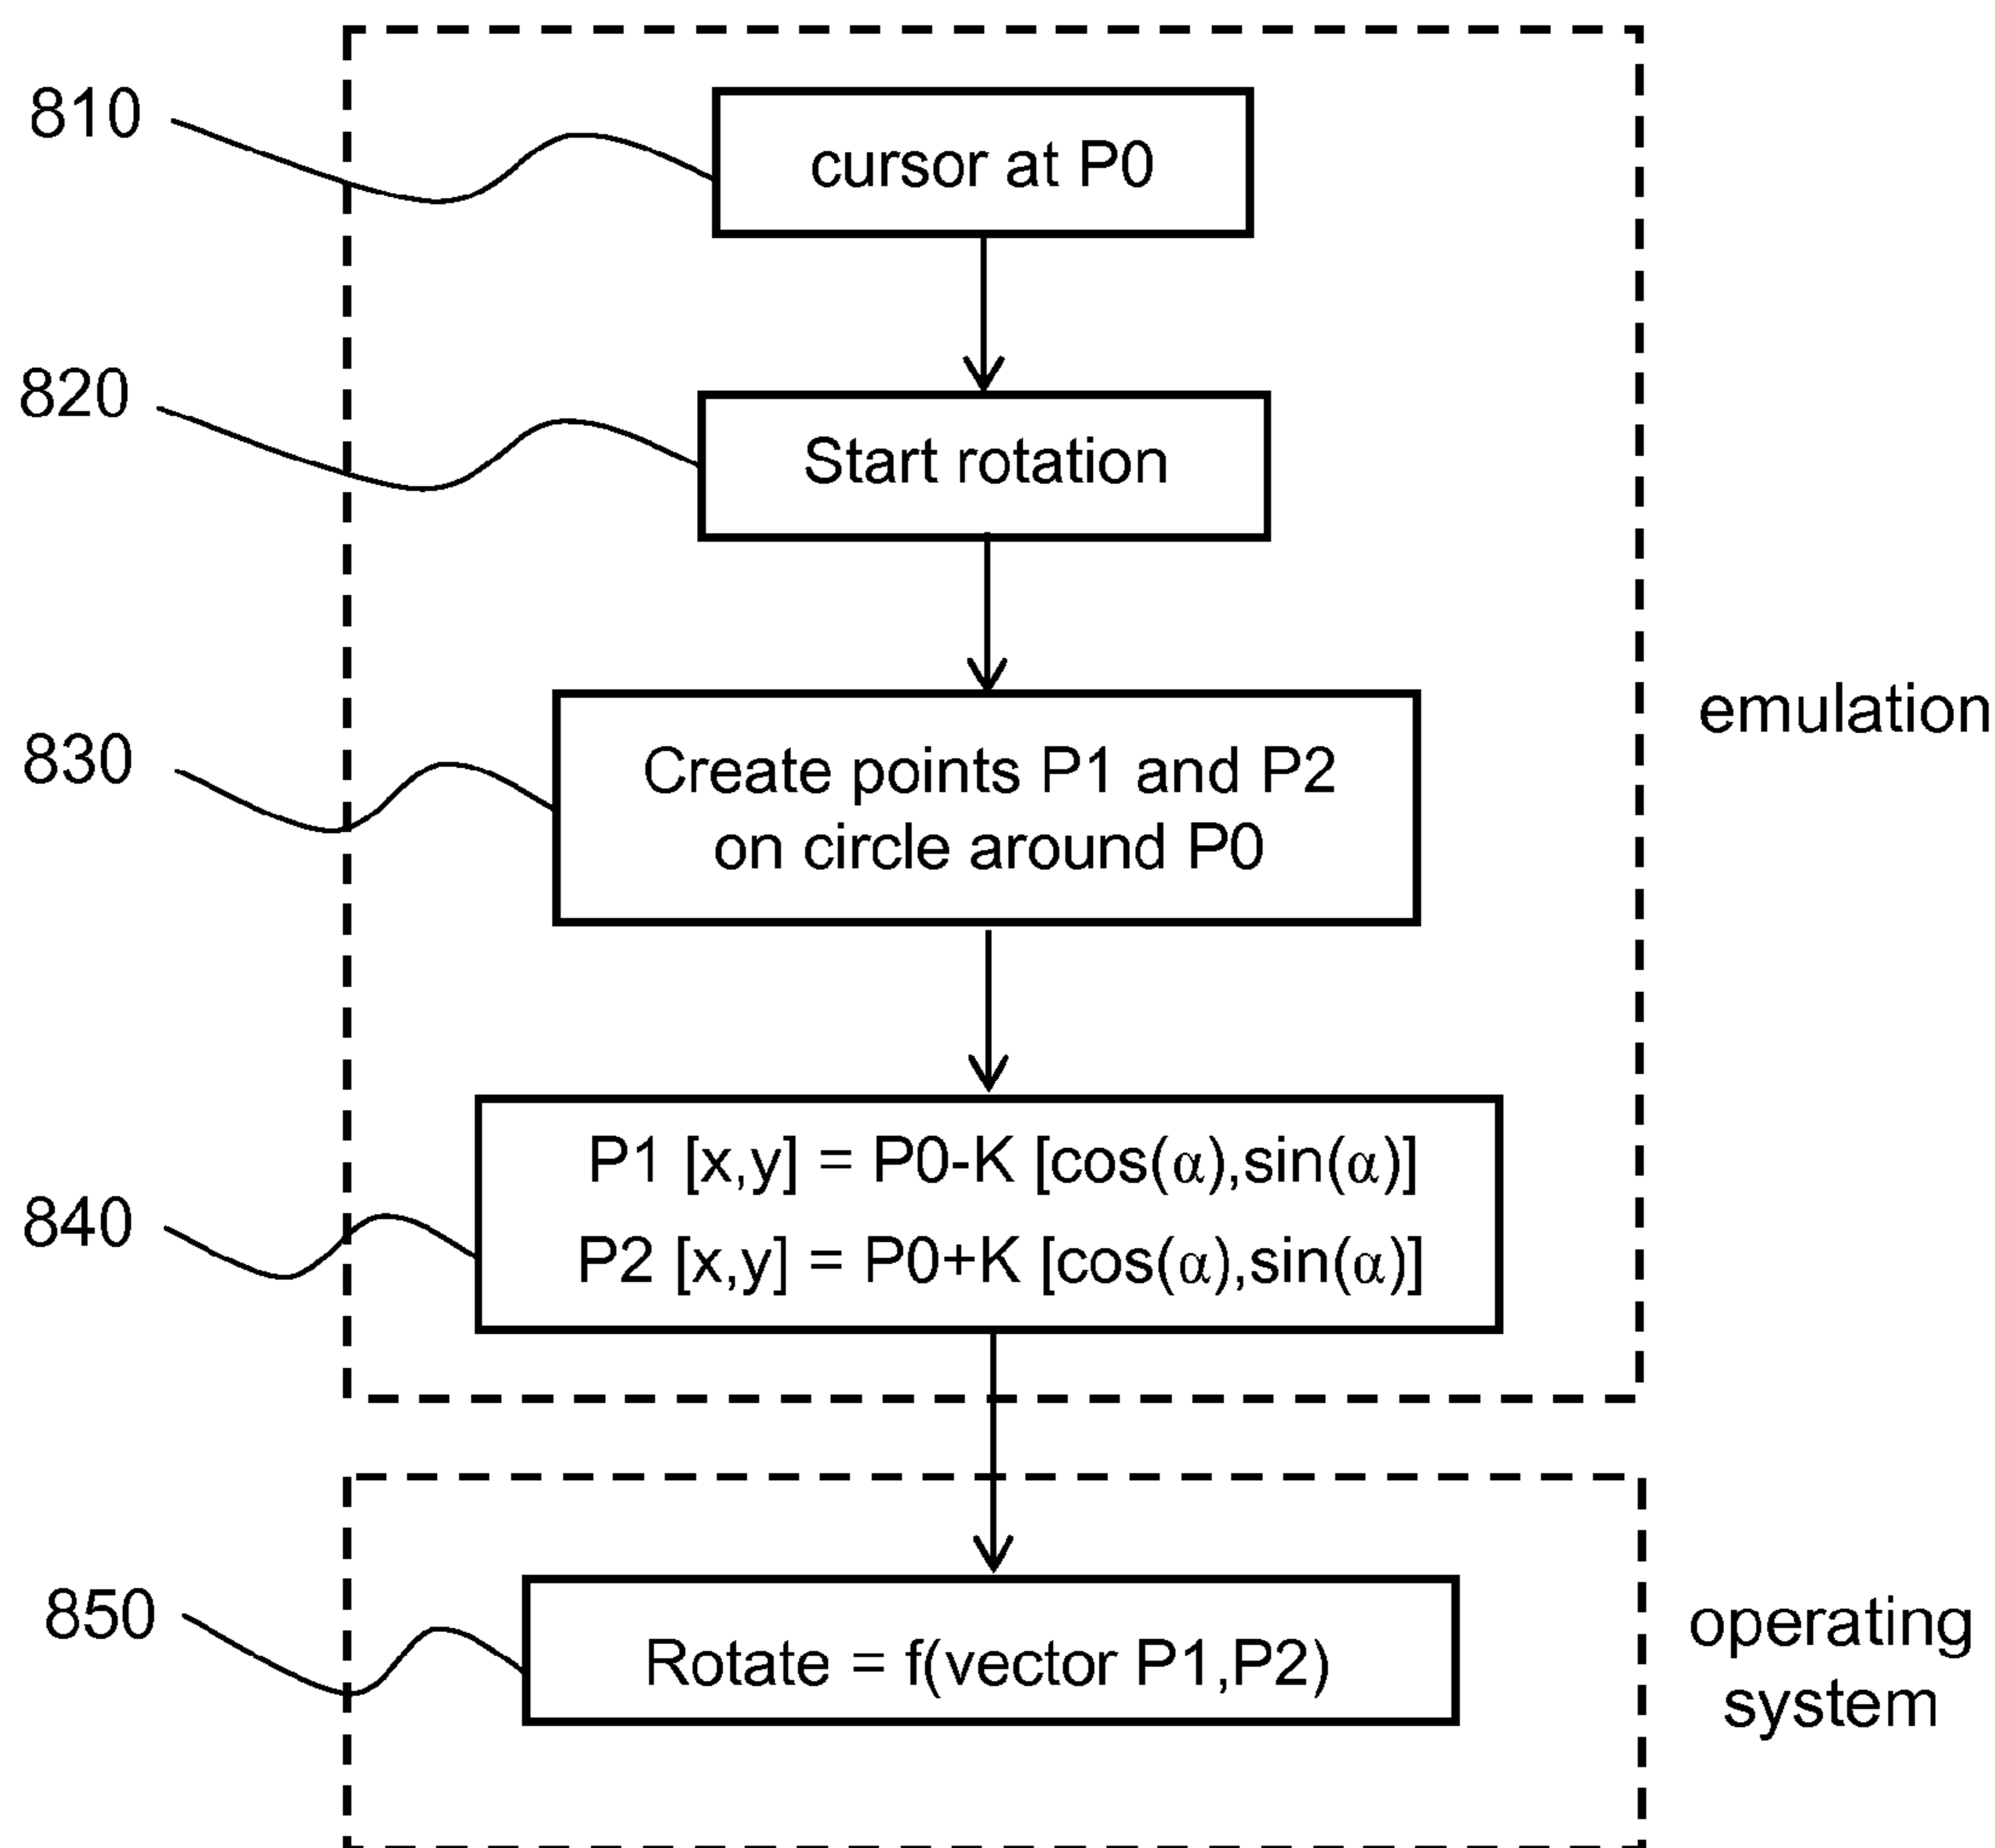 810
cursor at P0
820
Start rotation
emulation
830
Create points P1 and P2
on circle around P0
840
P1 [x,y] = P0-K [cos(α),sin(α)]
P2 [x,y] = P0+K [cos(α),sin(α)]
850
Rotate = f(vector P1,P2)
operating
system